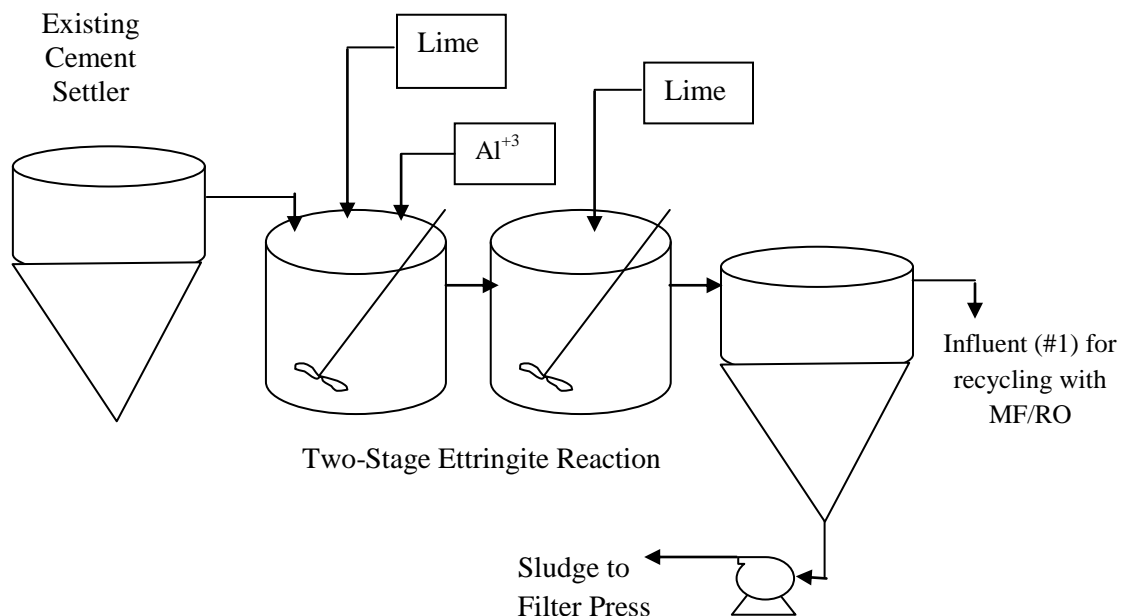 Existing
Cement
Settler
Lime
Lime
Al+3
Influent (#1) for
recycling with
MF/RO
Two-Stage Ettringite Reaction
Sludge to
Filter Press